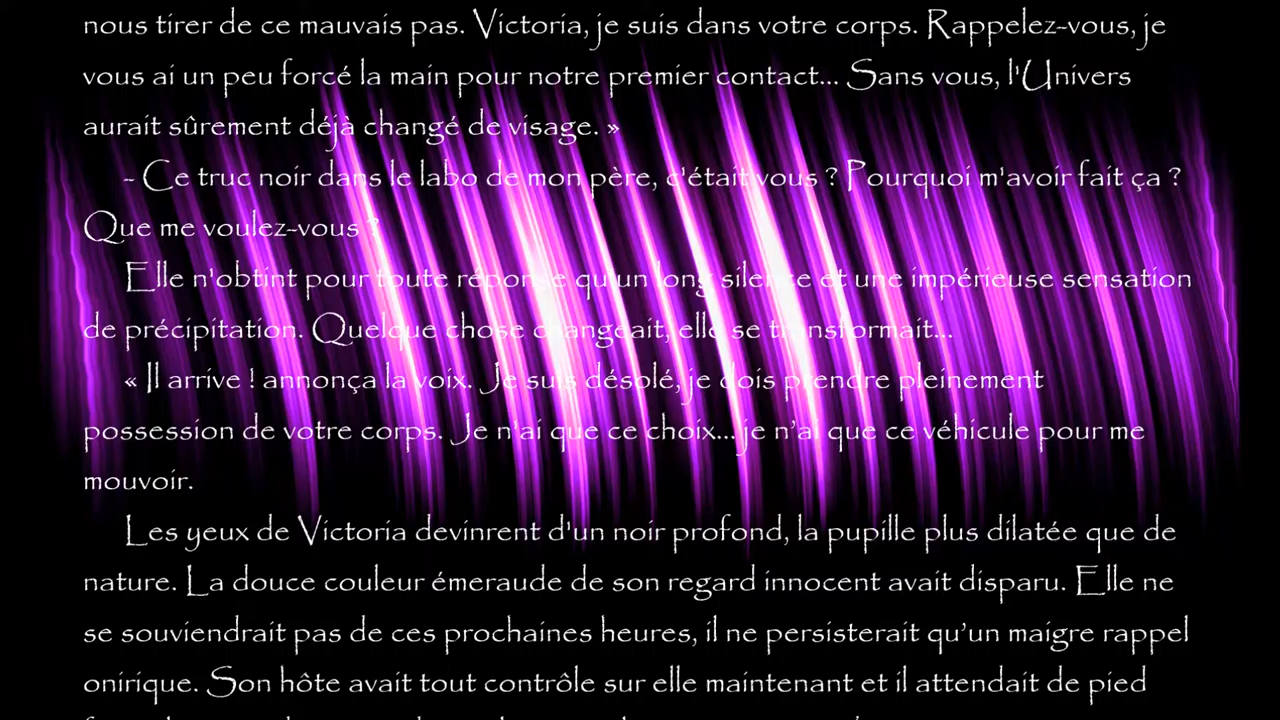 nous tirer de ce mauvais pas. Victoria, je suis dans votre corps. Rappelez-vous, je
vous ai un peu forcé la main pour notre premier contact... Sans vous, l'Univers
aurait sûrement déjà changé de visage. »
- Ce truc noir dans le labo de mon père, c'était vous ? Pourquoi m'avoir fait ça ?
Que me voulez-vous ?
Elle n'obtint pour toute réponse qu'un long silence et une impérieuse sensation
de précipitation. Quelque chose changeait, elle se transformait...
« Il arrive ! annonça la voix. Je suis désolé, je dois prendre pleinement
possession de votre corps. Je n'ai que ce choix... je n’ai que ce véhicule pour me
mouvoir.
Les yeux de Victoria devinrent d'un noir profond, la pupille plus dilatée que de
nature. La douce couleur émeraude de son regard innocent avait disparu. Elle ne
se souviendrait pas de ces prochaines heures, il ne persisterait qu’un maigre rappel
onirique. Son hôte avait tout contrôle sur elle maintenant et il attendait de pied